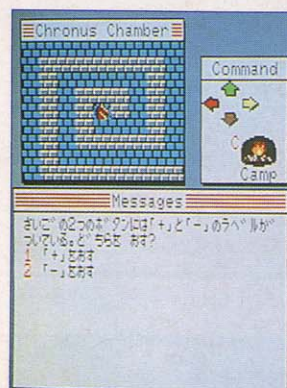 Chronus Chamber
Command
C
Camp
Messages
さいごの2つのボタンには「+」と「-」のラベルが
ついている。どちらを おす?
1 「+」をおす
2 「-」をおす